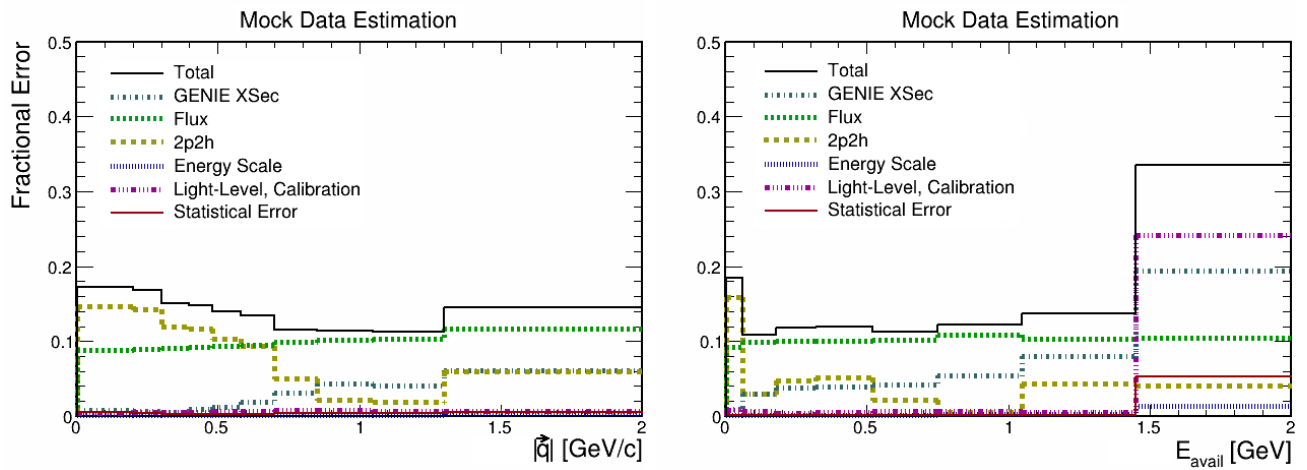 Mock Data Estimation
Fractional Error
0.5
0.4
0.3
0.2
0.1
0
Total
GENIE XSec
Flux
2p2h
Energy Scale
Light-Level, Calibration
Statistical Error
0 0.5 1 1.5 2
|q⃗| [GeV/c]
Mock Data Estimation
0.5
0.4
0.3
0.2
0.1
0
Total
GENIE XSec
Flux
2p2h
Energy Scale
Light-Level, Calibration
Statistical Error
0 0.5 1 1.5 2
E_avail [GeV]